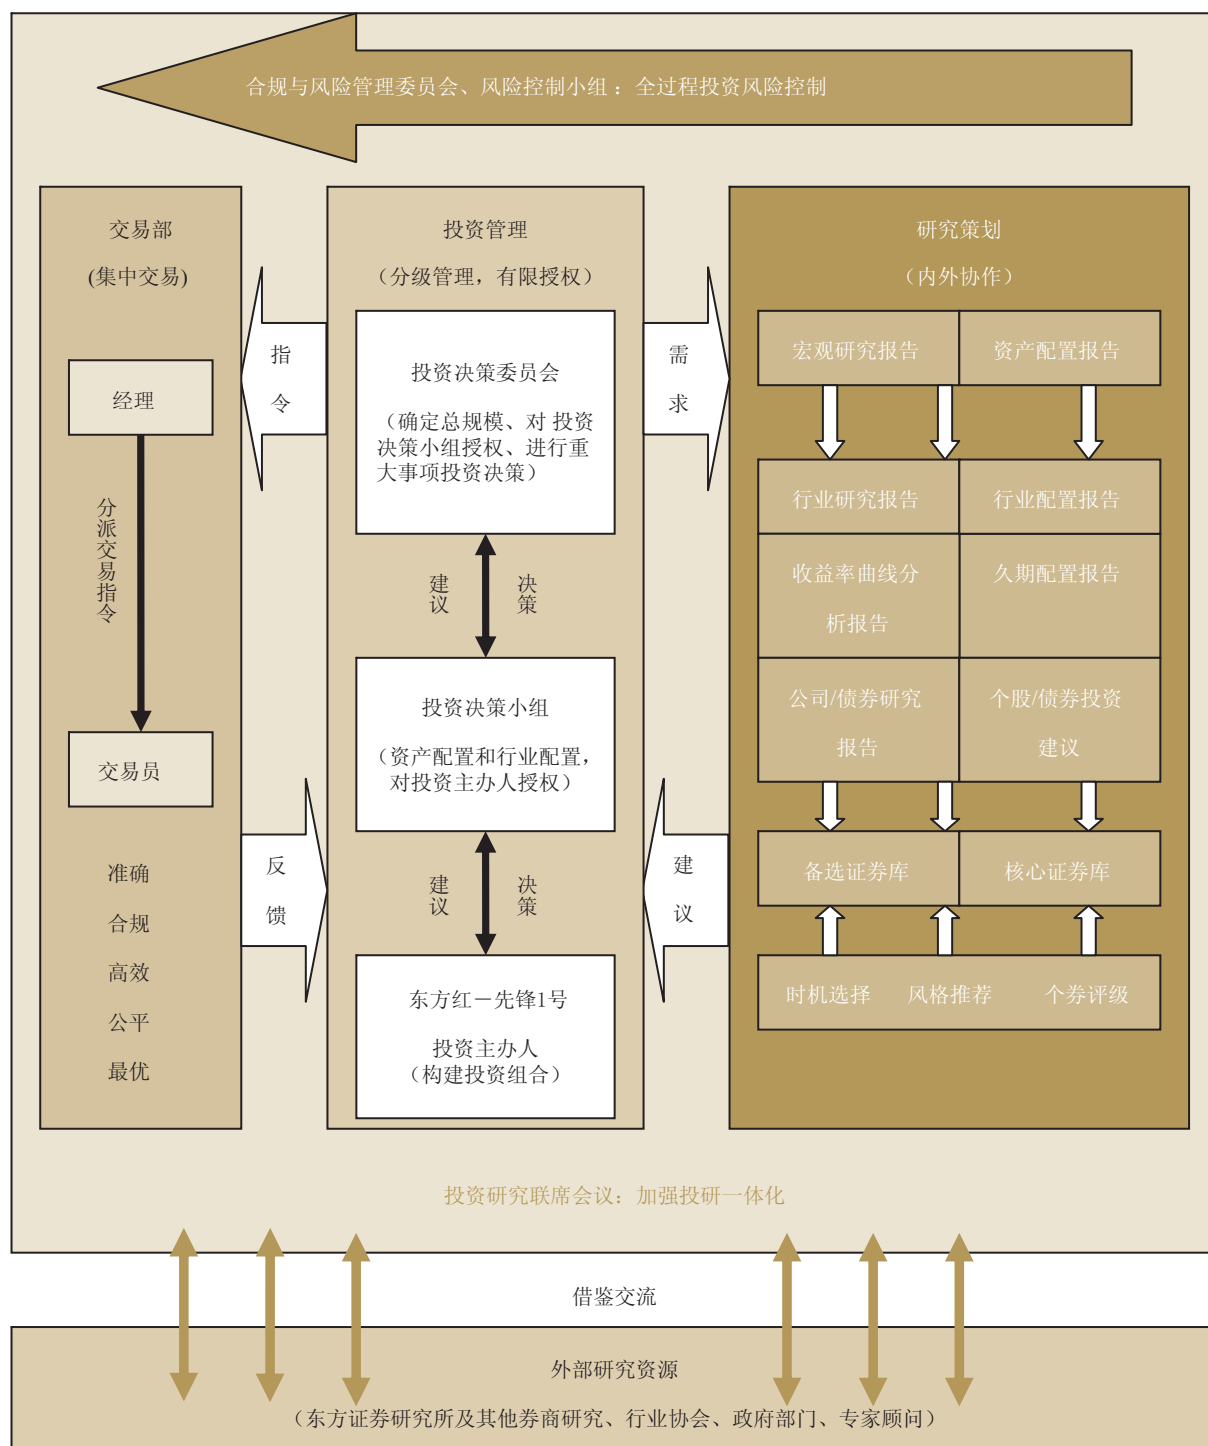 合规与风险管理委员会、风险控制小组：全过程投资风险控制
交易部
(集中交易)
经理
分派交易指令
交易员
准确
合规
高效
公平
最优
指
令
反
馈
投资管理
（分级管理，有限授权）
投资决策委员会
（确定总规模、对 投资
决策小组授权、进行重
大事项投资决策）
建议
决策
投资决策小组
（资产配置和行业配置，
对投资主办人授权）
建议
决策
东方红－先锋1号
投资主办人
（构建投资组合）
需
求
建
议
研究策划
（内外协作）
宏观研究报告
资产配置报告
行业研究报告
行业配置报告
收益率曲线分
析报告
久期配置报告
公司/债券研究
报告
个股/债券投资
建议
备选证券库
核心证券库
时机选择 风格推荐 个券评级
投资研究联席会议：加强投研一体化
借鉴交流
外部研究资源
（东方证券研究所及其他券商研究、行业协会、政府部门、专家顾问）